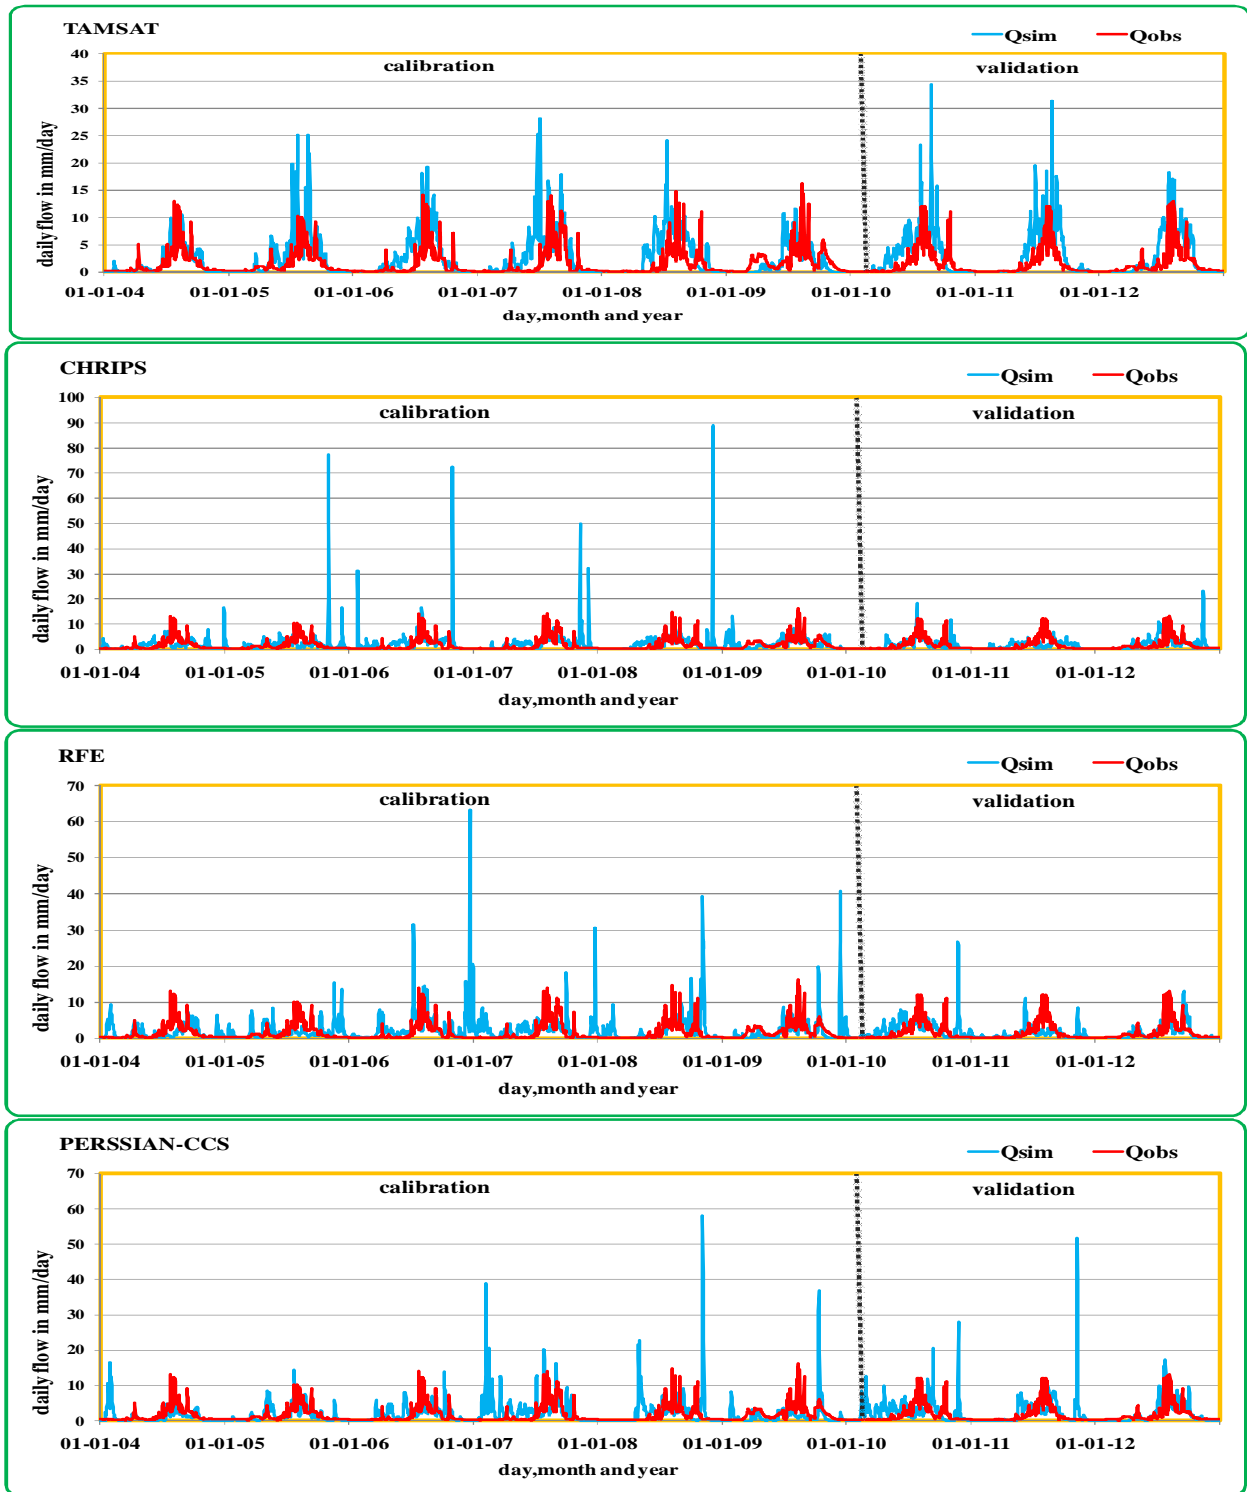 TAMSAT
Qsim Qobs
40
calibration validation
35
30
25
20
15
10
5
0
daily flow in mm/day
01-01-04 01-01-05 01-01-06 01-01-07 01-01-08 01-01-09 01-01-10 01-01-11 01-01-12
day,month and year
CHRIPS
Qsim Qobs
100
calibration validation
90
80
70
60
50
40
30
20
10
0
daily flow in mm/day
01-01-04 01-01-05 01-01-06 01-01-07 01-01-08 01-01-09 01-01-10 01-01-11 01-01-12
day,month and year
RFE
Qsim Qobs
70
calibration validation
60
50
40
30
20
10
0
daily flow in mm/day
01-01-04 01-01-05 01-01-06 01-01-07 01-01-08 01-01-09 01-01-10 01-01-11 01-01-12
day,month and year
PERSSIAN-CCS
Qsim Qobs
70
calibration validation
60
50
40
30
20
10
0
daily flow in mm/day
01-01-04 01-01-05 01-01-06 01-01-07 01-01-08 01-01-09 01-01-10 01-01-11 01-01-12
day,month and year